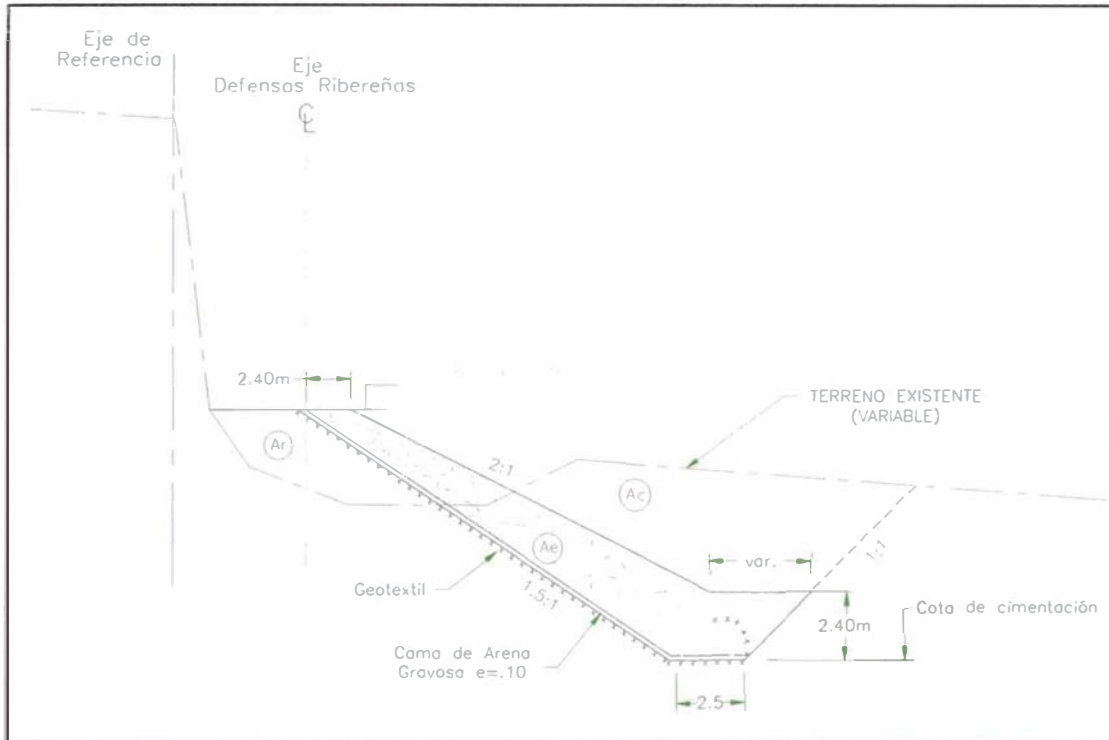 Eje de
Referencia
Eje
Defensas Ribereñas
CL
2.40m
TERRENO EXISTENTE
(VARIABLE)
Ar
2:1
Ac
Ae
var.
1:1
Geotextil
1.5:1
2.40m
Cota de cimentación
Cama de Arena
Gravosa e=.10
2.5